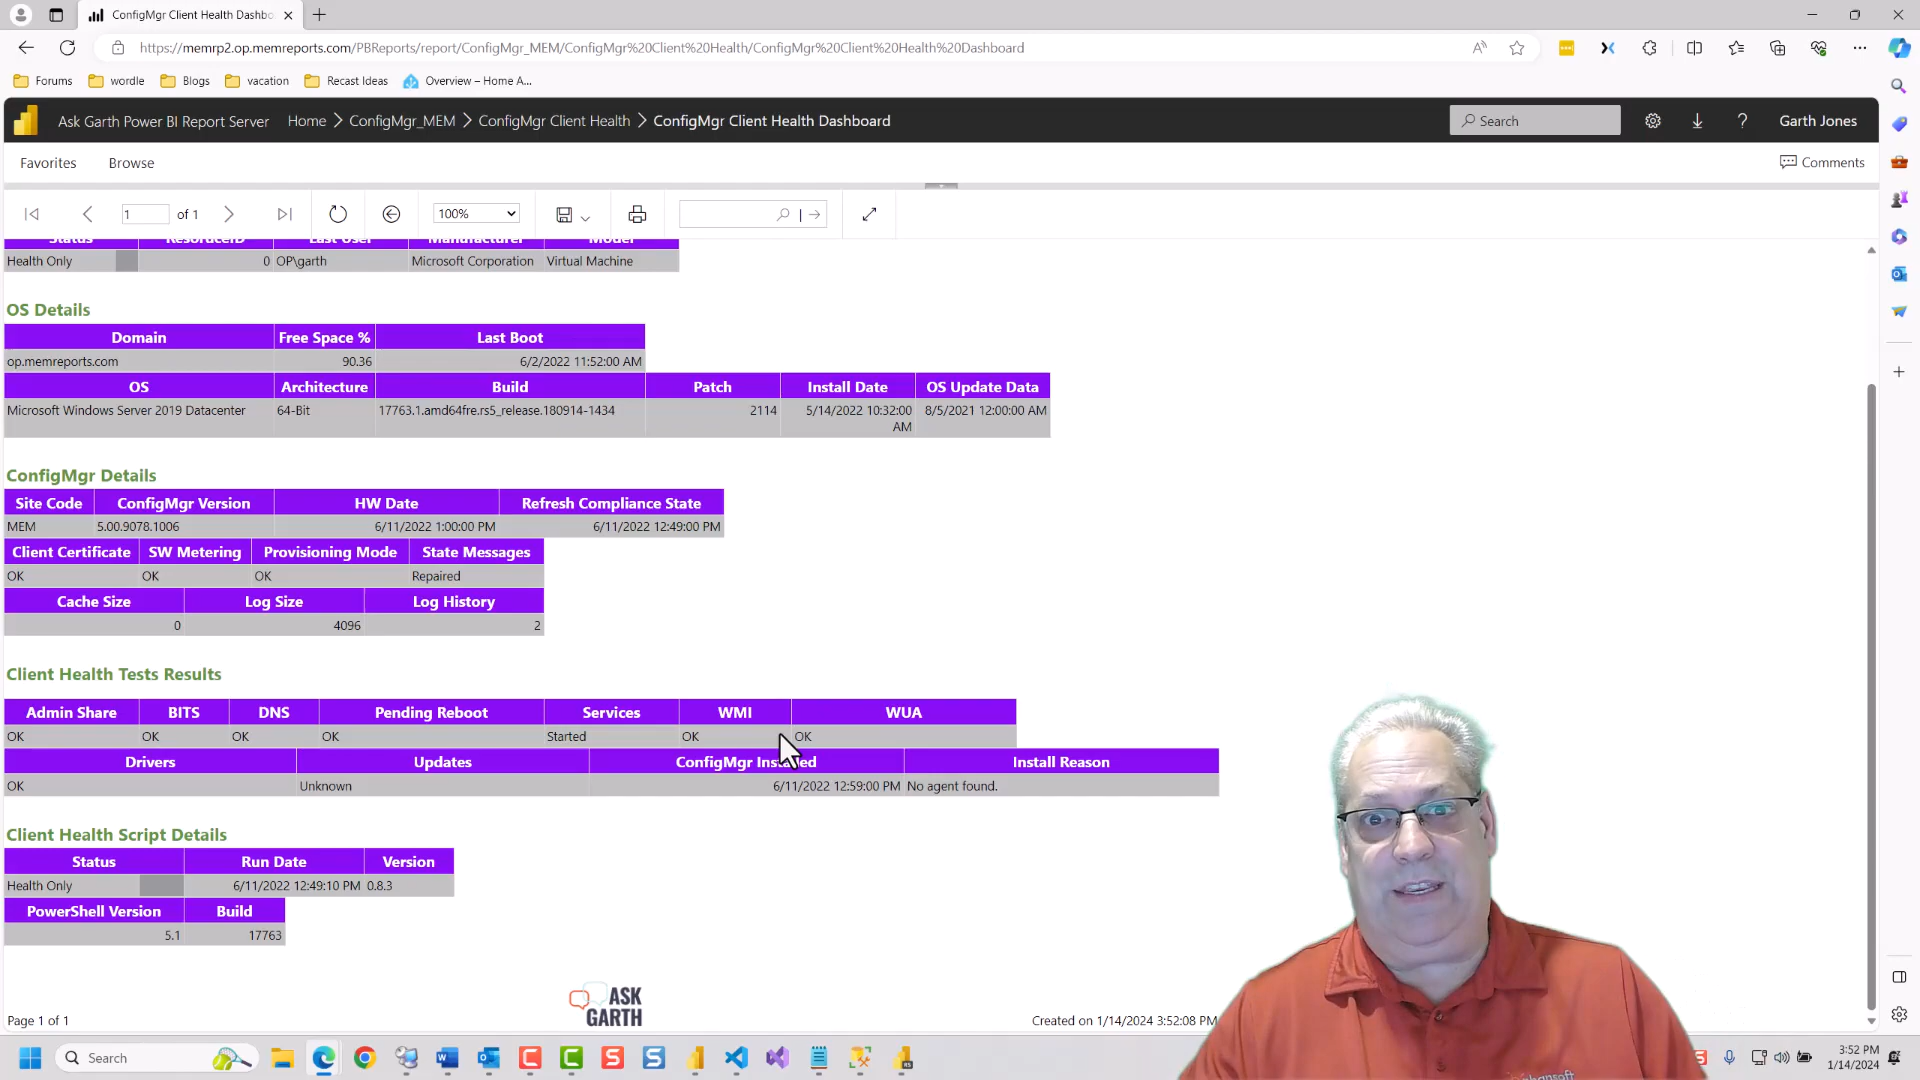 ConfigMgr Client Health Dashbo
https://memrp2.op.memreports.com/PBReports/report/ConfigMgr_MEM/ConfigMgr%20Client%20Health/ConfigMgr%20Client%20Health%20Dashboard
Forums wordle Blogs vacation Recast Ideas Overview – Home A...
Ask Garth Power BI Report Server Home > ConfigMgr_MEM > ConfigMgr Client Health > ConfigMgr Client Health Dashboard Search ? Garth Jones
Favorites Browse Comments
1 of 1 100%
Status ResoruceID Last User Manufacturer Model
Health Only 0 OP\garth Microsoft Corporation Virtual Machine
OS Details
Domain Free Space % Last Boot
op.memreports.com 90.36 6/2/2022 11:52:00 AM
OS Architecture Build Patch Install Date OS Update Data
Microsoft Windows Server 2019 Datacenter 64-Bit 17763.1.amd64fre.rs5_release.180914-1434 2114 5/14/2022 10:32:00 8/5/2021 12:00:00 AM
AM
ConfigMgr Details
Site Code ConfigMgr Version HW Date Refresh Compliance State
MEM 5.00.9078.1006 6/11/2022 1:00:00 PM 6/11/2022 12:49:00 PM
Client Certificate SW Metering Provisioning Mode State Messages
OK OK OK Repaired
Cache Size Log Size Log History
0 4096 2
Client Health Tests Results
Admin Share BITS DNS Pending Reboot Services WMI WUA
OK OK OK OK Started OK OK
Drivers Updates ConfigMgr Installed Install Reason
OK Unknown 6/11/2022 12:59:00 PM No agent found.
Client Health Script Details
Status Run Date Version
Health Only 6/11/2022 12:49:10 PM 0.8.3
PowerShell Version Build
5.1 17763
ASK
GARTH
Page 1 of 1 Created on 1/14/2024 3:52:08 PM
Search 3:52 PM
1/14/2024